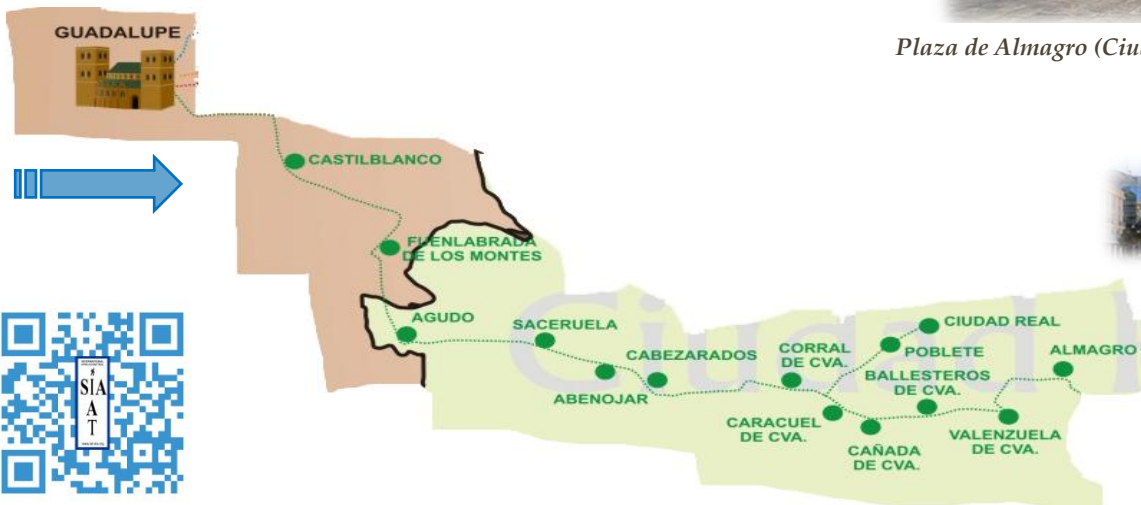 Plaza de Almagro (Ciu
GUADALUPE
CASTILBLANCO
FUENLABRADA
DE LOS MONTES
AGUDO
SACERUELA
ABENOJAR
CABEZARADOS
CORRAL
DE CVA.
CIUDAD REAL
POBLETE
ALMAGRO
BALLESTEROS
DE CVA.
CARACUEL
DE CVA.
CAÑADA
DE CVA.
VALENZUELA
DE CVA.
Ciudad
SIA
A
T